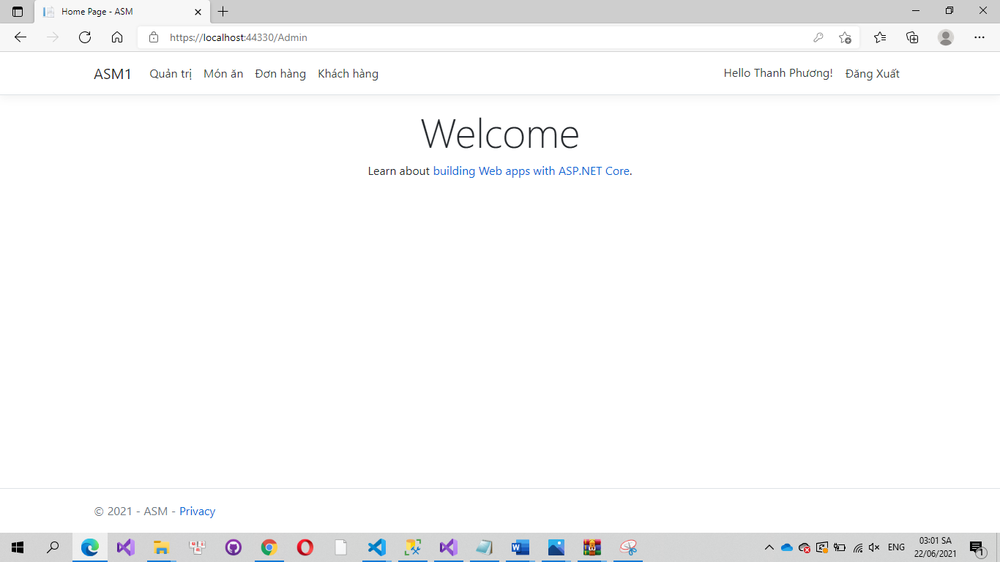 Home Page - ASM
https://localhost:44330/Admin
ASM1 Quản trị Món ăn Đơn hàng Khách hàng Hello Thanh Phương! Đăng Xuất
Welcome
Learn about building Web apps with ASP.NET Core.
© 2021 - ASM - Privacy
ENG
03:01 SA
22/06/2021
1